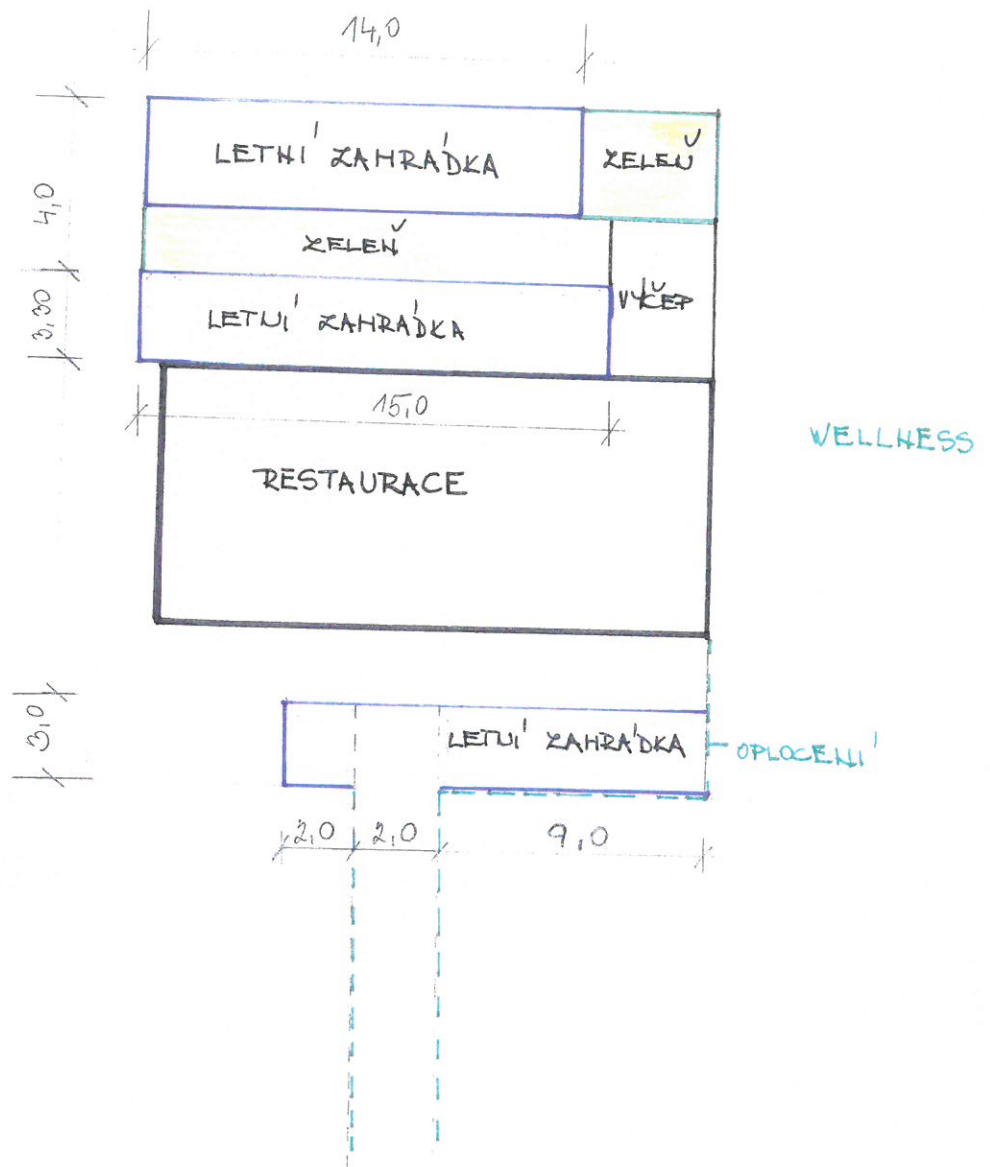 14,0
LETNÍ ZAHRÁDKA
ZELEŇ
4,0
ZELEŇ
VÝČEP
3,30
LETNÍ ZAHRÁDKA
15,0
WELLNESS
RESTAURACE
3,0
LETNÍ ZAHRÁDKA
OPLOCENÍ
2,0
2,0
9,0